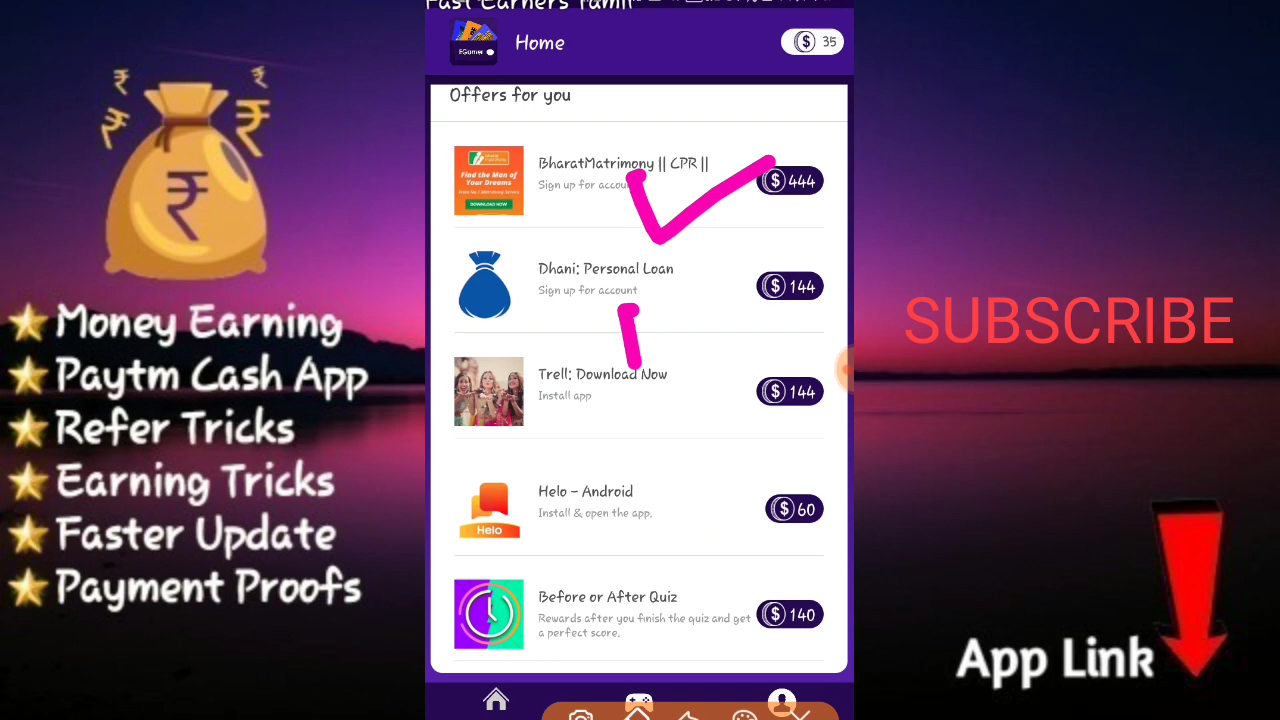 Fast Earners Tamil
EGamer
Home
$ 35
Offers for you
BharatMatrimony || CPR ||
Sign up for accou
$ 444
Find the Man of
Your Dreams
DOWNLOAD NOW
Dhani: Personal Loan
Sign up for account
$ 144
Trell: Download Now
Install app
$ 144
Helo - Android
Install & open the app.
$ 60
Helo
Before or After Quiz
Rewards after you finish the quiz and get
a perfect score.
$ 140
₹ ₹
₹ ₹
₹
Money Earning
Paytm Cash App
Refer Tricks
Earning Tricks
Faster Update
Payment Proofs
SUBSCRIBE
App Link